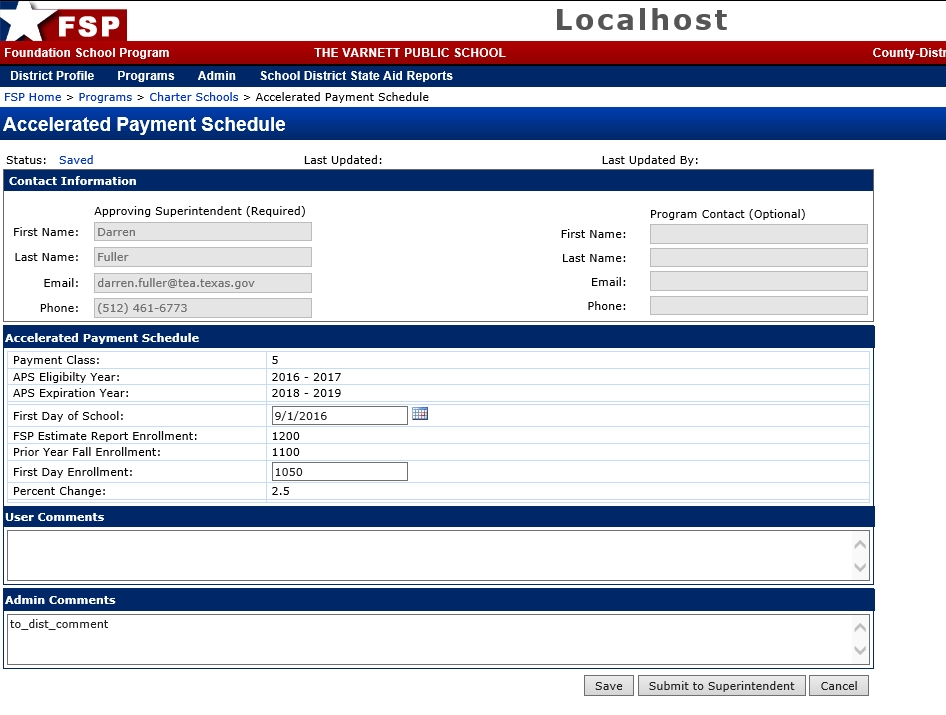 FSP
Localhost
Foundation School Program THE VARNETT PUBLIC SCHOOL County-Distr
District Profile Programs Admin School District State Aid Reports
FSP Home > Programs > Charter Schools > Accelerated Payment Schedule
Accelerated Payment Schedule
Status: Saved Last Updated: Last Updated By:
Contact Information
Approving Superintendent (Required)
First Name: Darren
Last Name: Fuller
Email: darren.fuller@tea.texas.gov
Phone: (512) 461-6773
Program Contact (Optional)
First Name:
Last Name:
Email:
Phone:
Accelerated Payment Schedule
Payment Class: 5
APS Eligibilty Year: 2016 - 2017
APS Expiration Year: 2018 - 2019
First Day of School: 9/1/2016
FSP Estimate Report Enrollment: 1200
Prior Year Fall Enrollment: 1100
First Day Enrollment: 1050
Percent Change: 2.5
User Comments
Admin Comments
to_dist_comment
Save Submit to Superintendent Cancel